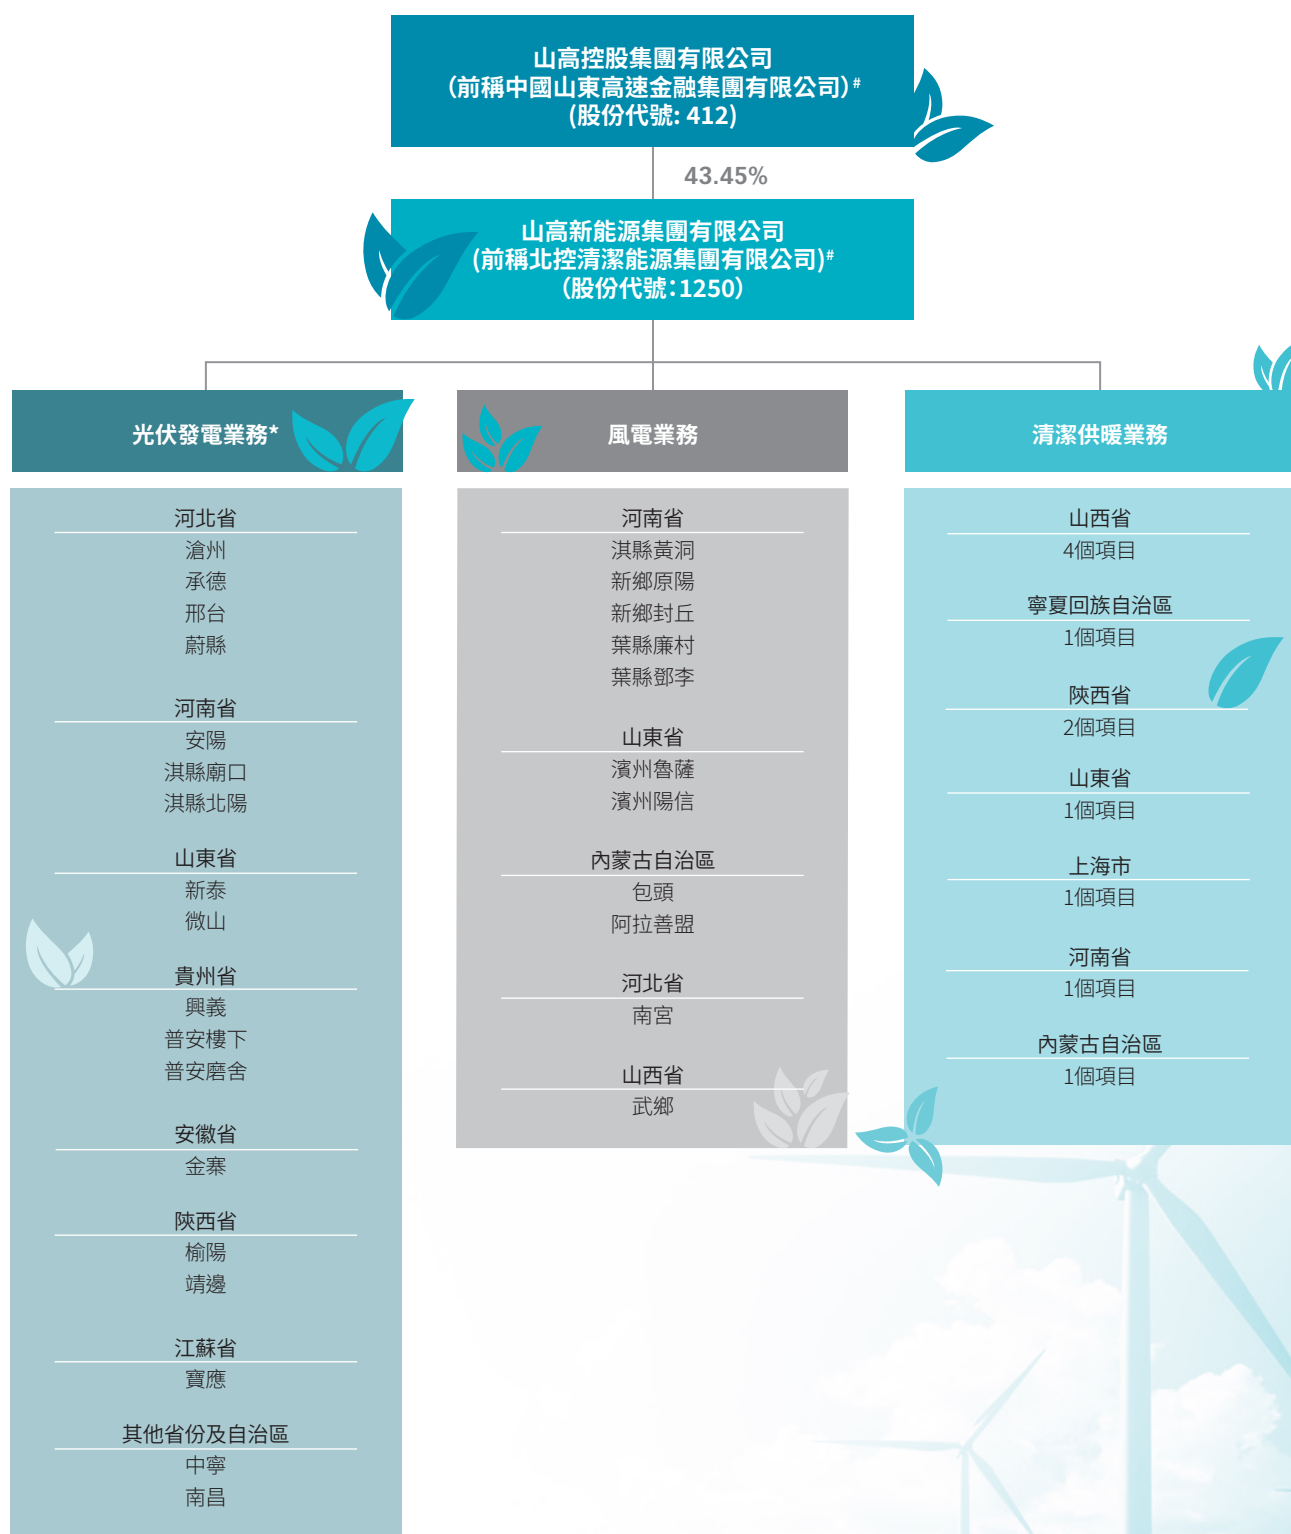 山高控股集團有限公司
(前稱中國山東高速金融集團有限公司)#
(股份代號: 412)
43.45%
山高新能源集團有限公司
(前稱北控清潔能源集團有限公司)#
(股份代號:1250)
光伏發電業務*
河北省
滄州
承德
邢台
蔚縣
河南省
安陽
淇縣廟口
淇縣北陽
山東省
新泰
微山
貴州省
興義
普安樓下
普安磨舍
安徽省
金寨
陝西省
榆陽
靖邊
江蘇省
寶應
其他省份及自治區
中寧
南昌
風電業務
河南省
淇縣黃洞
新鄉原陽
新鄉封丘
葉縣廉村
葉縣鄧李
山東省
濱州魯薩
濱州陽信
內蒙古自治區
包頭
阿拉善盟
河北省
南宮
山西省
武鄉
清潔供暖業務
山西省
4個項目
寧夏回族自治區
1個項目
陝西省
2個項目
山東省
1個項目
上海市
1個項目
河南省
1個項目
內蒙古自治區
1個項目